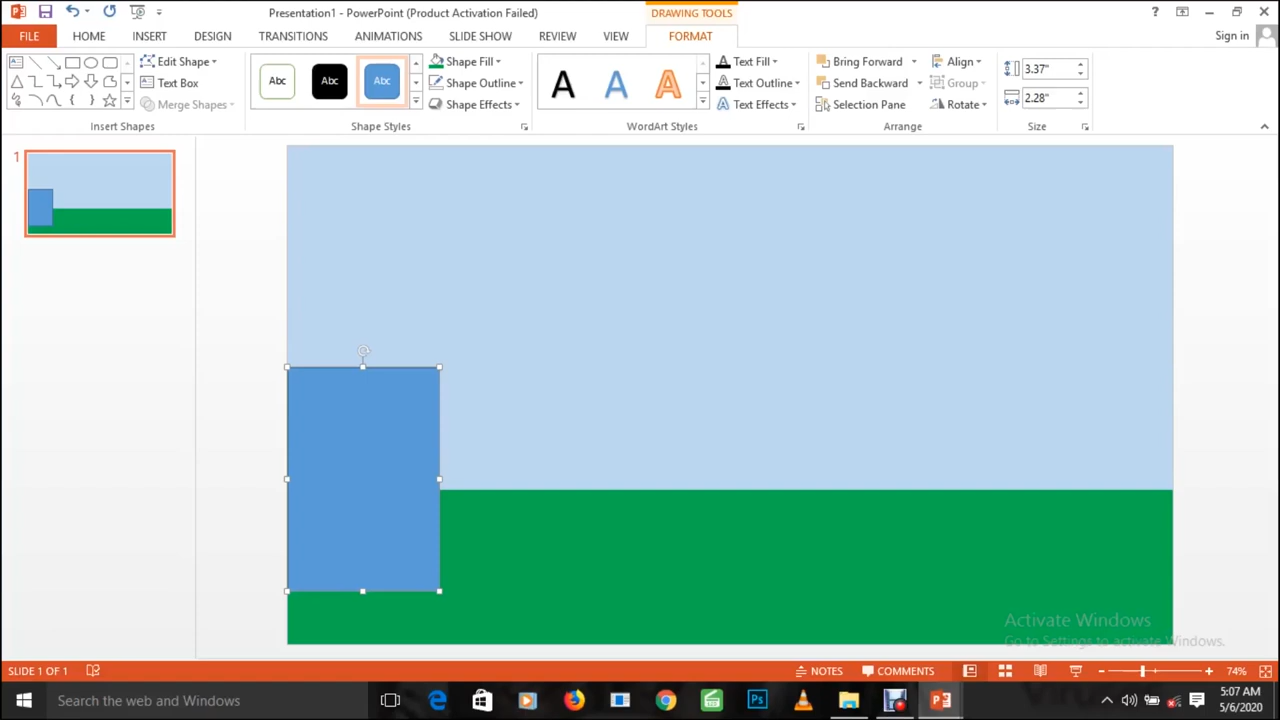 Presentation1 - PowerPoint (Product Activation Failed)
DRAWING TOOLS
?
FILE HOME INSERT DESIGN TRANSITIONS ANIMATIONS SLIDE SHOW REVIEW VIEW FORMAT
Sign in
Edit Shape
Text Box
Merge Shapes
Insert Shapes
Abc Abc Abc
Shape Fill
Shape Outline
Shape Effects
Shape Styles
A A A
Text Fill
Text Outline
Text Effects
WordArt Styles
Bring Forward
Send Backward
Selection Pane
Align
Group
Rotate
Arrange
3.37"
2.28"
Size
1
Activate Windows
Go to Settings to activate Windows.
SLIDE 1 OF 1
NOTES
COMMENTS
74%
Search the web and Windows
5:07 AM
5/6/2020